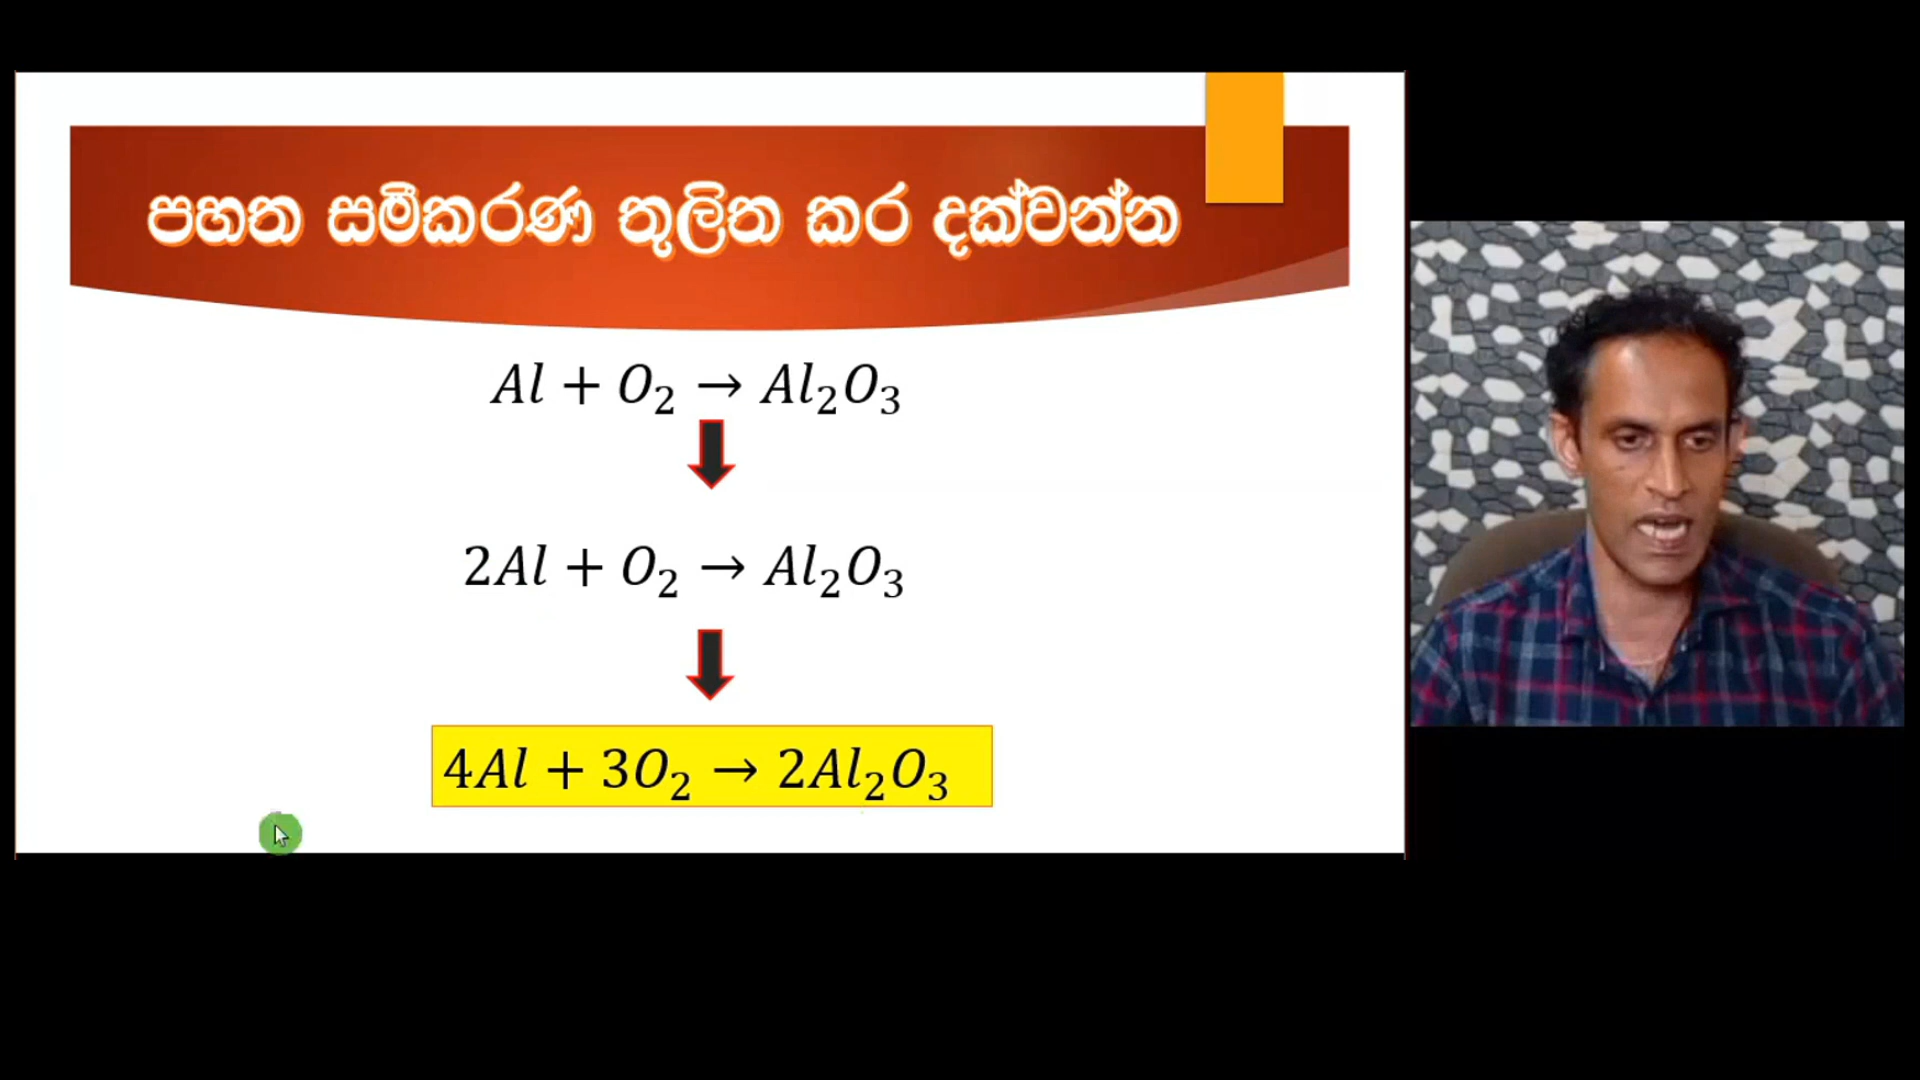 පහත සමීකරණ තුලිත කර දක්වන්න
Al + O₂ → Al₂O₃
2Al + O₂ → Al₂O₃
4Al + 3O₂ → 2Al₂O₃